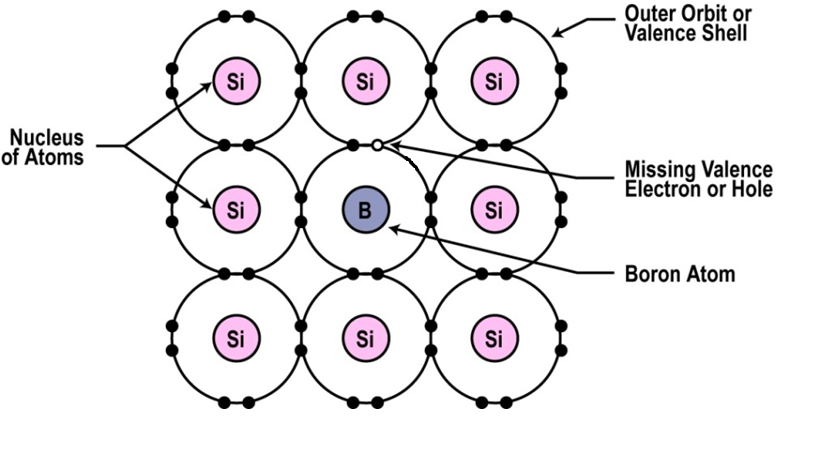 Outer Orbit or
Valence Shell
Si Si Si
Nucleus
of Atoms
Missing Valence
Electron or Hole
Si B Si
Boron Atom
Si Si Si